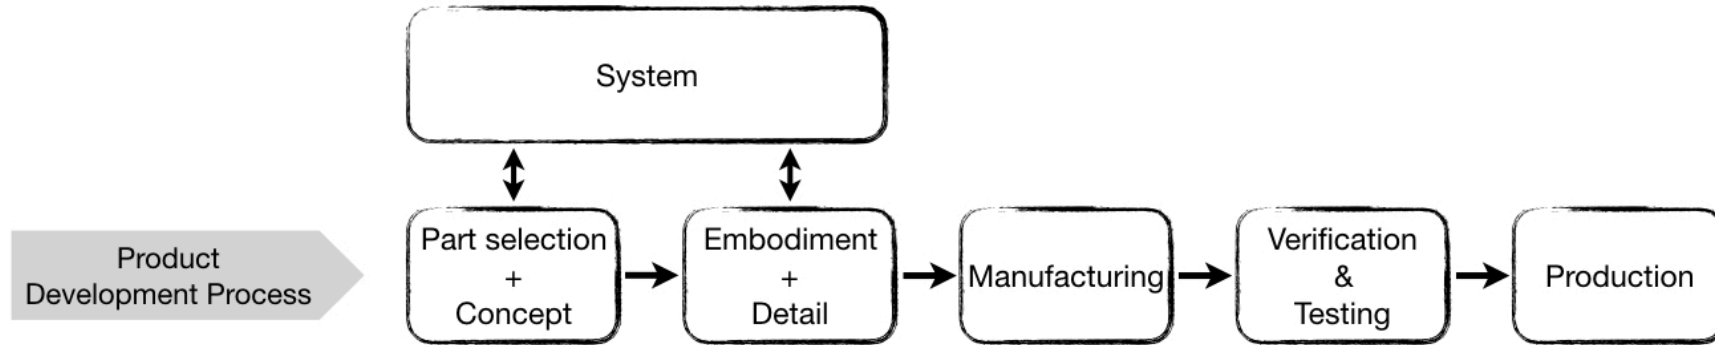 System
Product
Development Process
Part selection
+
Concept
Embodiment
+
Detail
Manufacturing
Verification
&
Testing
Production